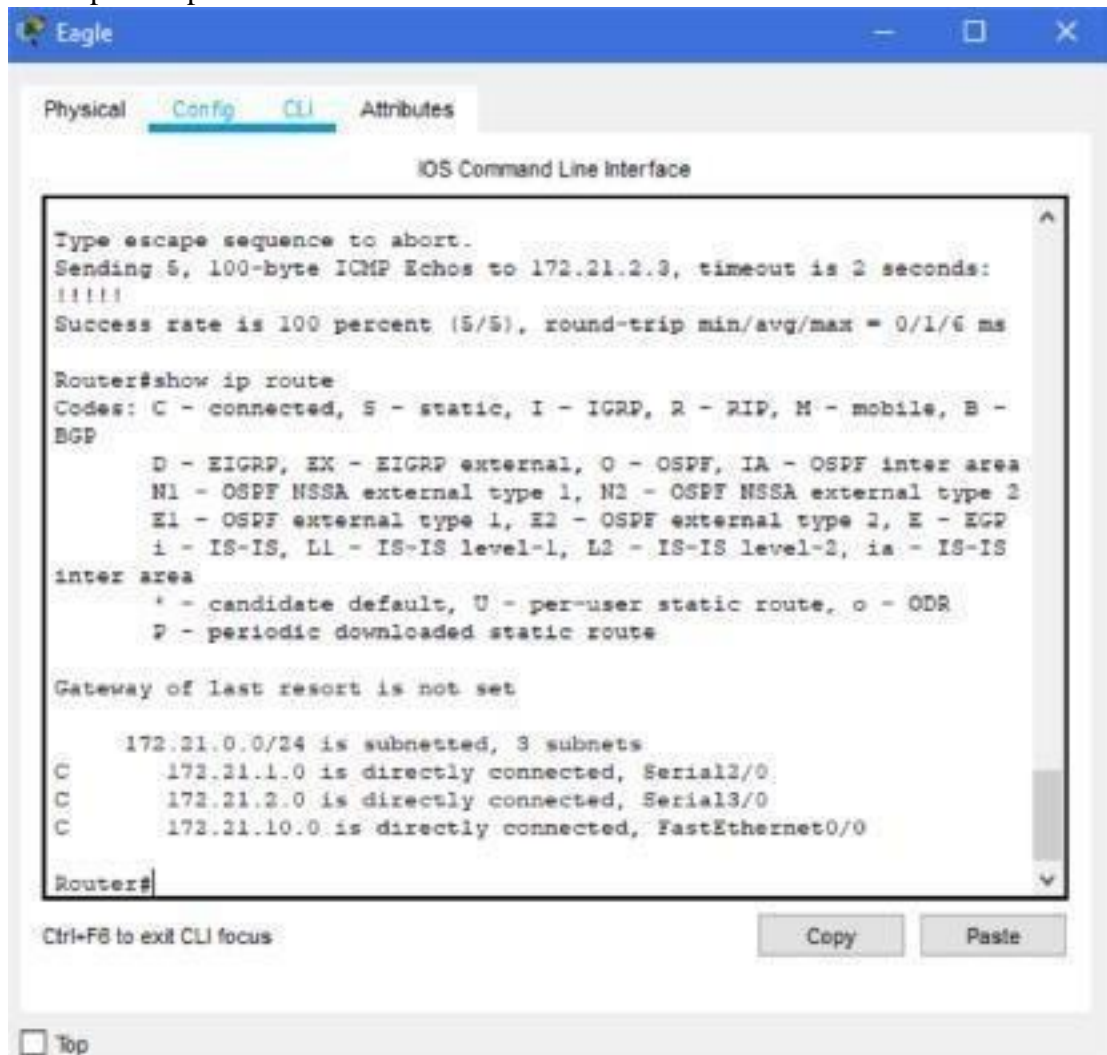 Eagle
Physical Config CLI Attributes
IOS Command Line Interface
Type escape sequence to abort.
Sending 5, 100-byte ICMP Echos to 172.21.2.3, timeout is 2 seconds:
!!!!!
Success rate is 100 percent (5/5), round-trip min/avg/max = 0/1/6 ms
Router#show ip route
Codes: C - connected, S - static, I - IGRP, R - RIP, M - mobile, B -
BGP
D - EIGRP, EX - EIGRP external, O - OSPF, IA - OSPF inter area
N1 - OSPF NSSA external type 1, N2 - OSPF NSSA external type 2
E1 - OSPF external type 1, E2 - OSPF external type 2, E - EGP
i - IS-IS, L1 - IS-IS level-1, L2 - IS-IS level-2, ia - IS-IS
inter area
* - candidate default, U - per-user static route, o - ODR
P - periodic downloaded static route
Gateway of last resort is not set
172.21.0.0/24 is subnetted, 3 subnets
C 172.21.1.0 is directly connected, Serial2/0
C 172.21.2.0 is directly connected, Serial3/0
C 172.21.10.0 is directly connected, FastEthernet0/0
Router#
Ctrl+F6 to exit CLI focus
Copy Paste
Top